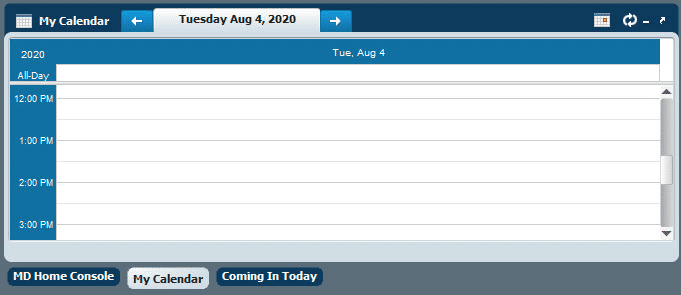 My Calendar
Tuesday Aug 4, 2020
2020
Tue, Aug 4
All-Day
12:00 PM
1:00 PM
2:00 PM
3:00 PM
MD Home Console
My Calendar
Coming In Today